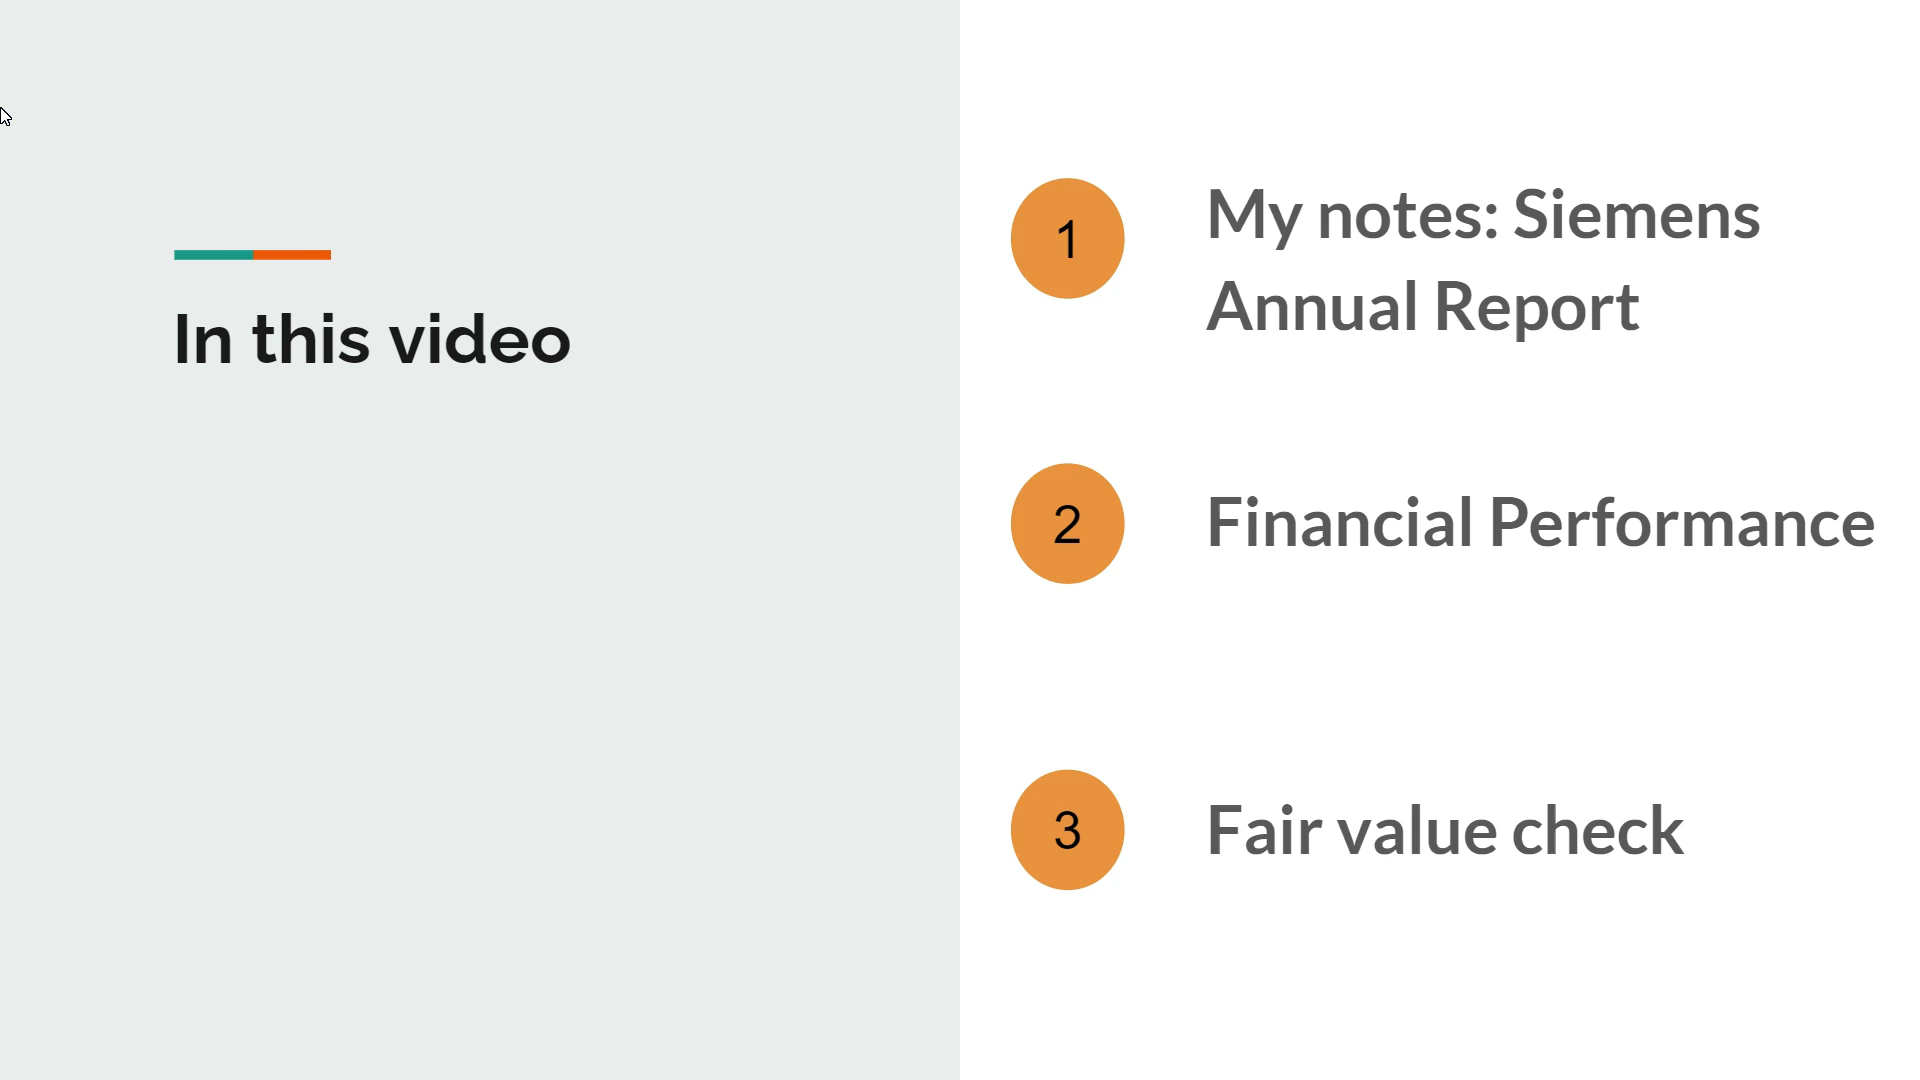 In this video
1
My notes: Siemens
Annual Report
2
Financial Performance
3
Fair value check